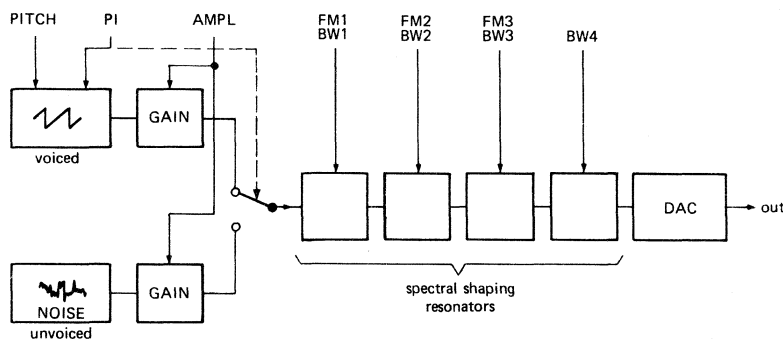 PITCH PI AMPL
FM1 FM2 FM3
BW1 BW2 BW3 BW4
GAIN
voiced
DAC
out
NOISE
GAIN
unvoiced
spectral shaping
resonators